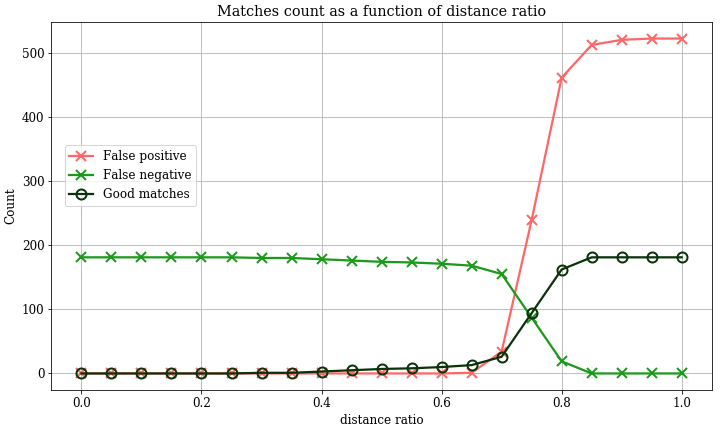 Matches count as a function of distance ratio
500
400
300
200
100
0
Count
False positive
False negative
Good matches
0.0 0.2 0.4 0.6 0.8 1.0
distance ratio